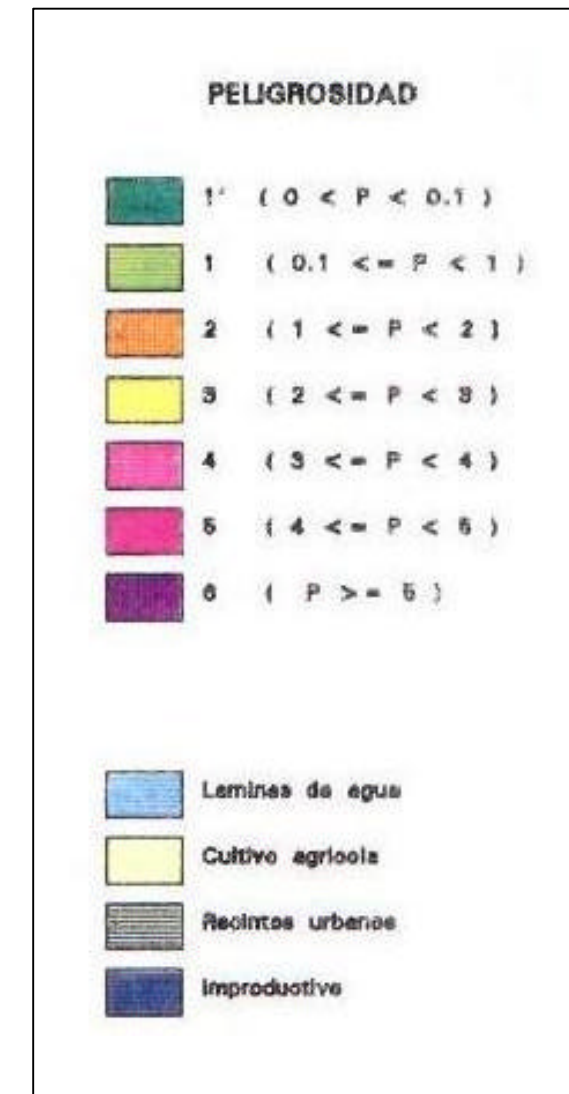 PELIGROSIDAD
1' ( 0 < P < 0.1 )
1 ( 0.1 <= P < 1 )
2 ( 1 <= P < 2 )
3 ( 2 <= P < 3 )
4 ( 3 <= P < 4 )
5 ( 4 <= P < 5 )
6 ( P >= 5 )
Laminas de agua
Cultivo agricola
Recintos urbanos
Improductivo